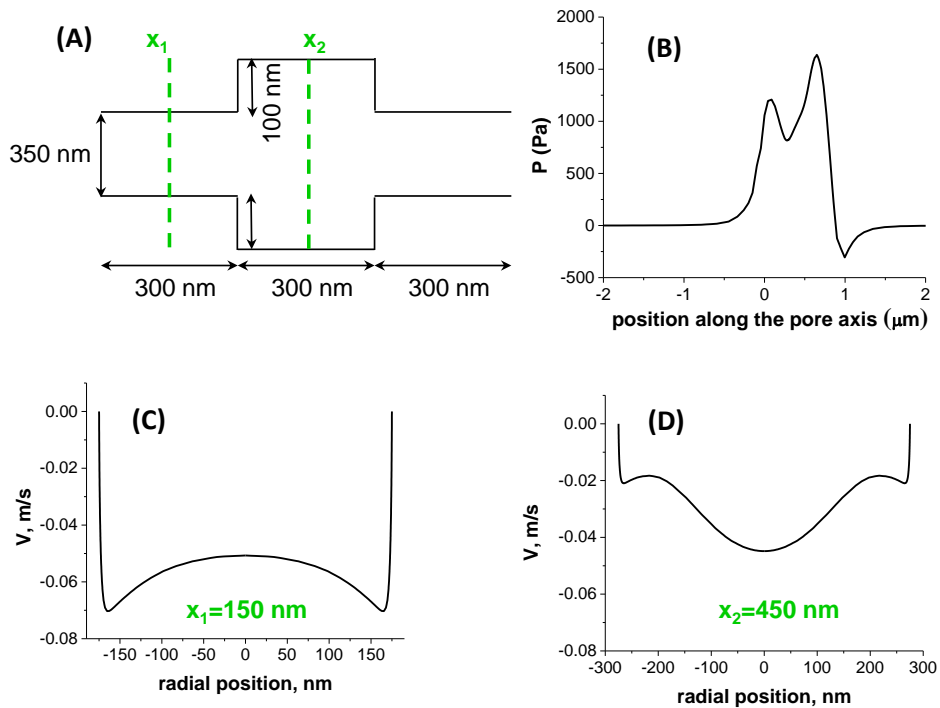 (A)
x1
x2
350 nm
100 nm
300 nm
300 nm
300 nm
(B)
2000
1500
1000
500
0
-500
P (Pa)
-2
-1
0
1
2
position along the pore axis (μm)
(C)
0.00
-0.02
-0.04
-0.06
-0.08
V, m/s
x1=150 nm
-150 -100 -50 0 50 100 150
radial position, nm
(D)
0.00
-0.02
-0.04
-0.06
-0.08
V, m/s
x2=450 nm
-300 -200 -100 0 100 200 300
radial position, nm